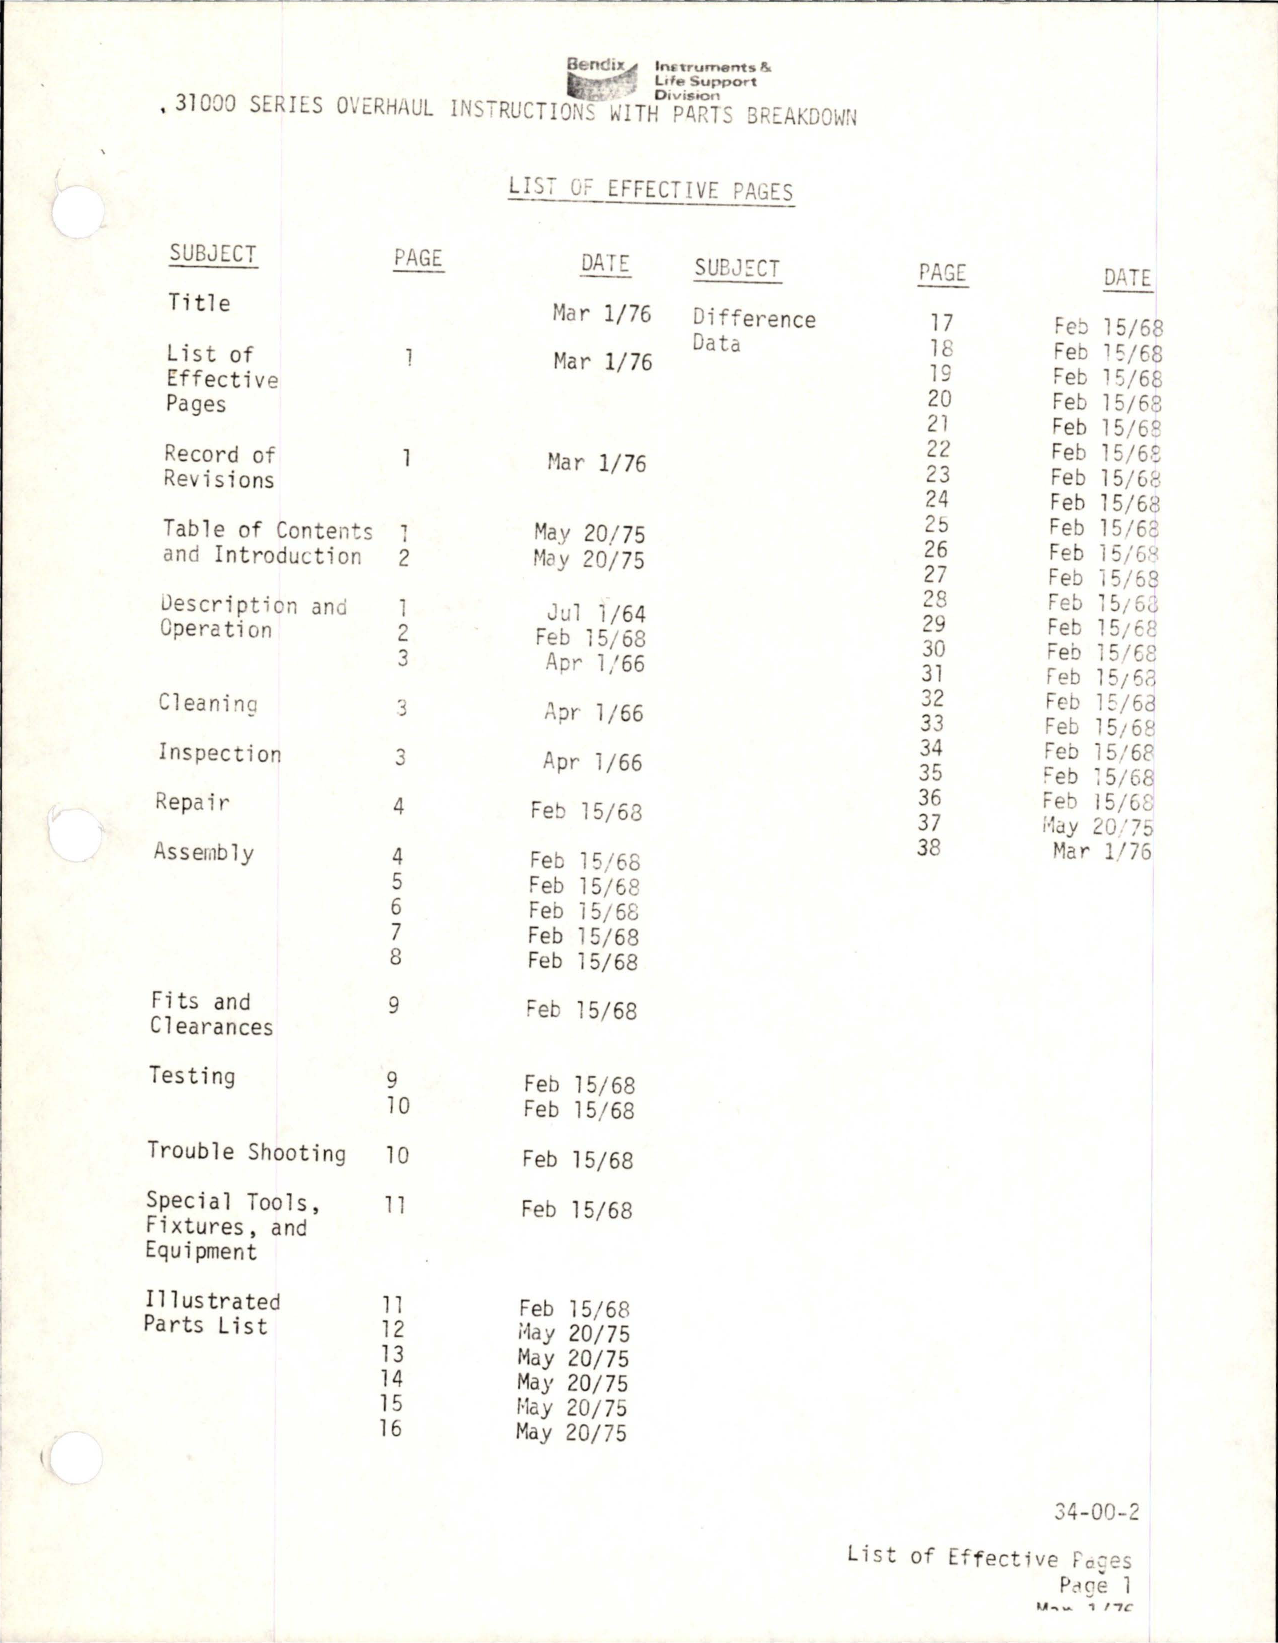 Bendix Instruments &
Life Support
Division
31000 SERIES OVERHAUL INSTRUCTIONS WITH PARTS BREAKDOWN
LIST OF EFFECTIVE PAGES
SUBJECT PAGE DATE
Title Mar 1/76
List of 1 Mar 1/76
Effective
Pages
Record of 1 Mar 1/76
Revisions
Table of Contents 1 May 20/75
and Introduction 2 May 20/75
Description and 1 Jul 1/64
Operation 2 Feb 15/68
3 Apr 1/66
Cleaning 3 Apr 1/66
Inspection 3 Apr 1/66
Repair 4 Feb 15/68
Assembly 4 Feb 15/68
5 Feb 15/68
6 Feb 15/68
7 Feb 15/68
8 Feb 15/68
Fits and 9 Feb 15/68
Clearances
Testing 9 Feb 15/68
10 Feb 15/68
Trouble Shooting 10 Feb 15/68
Special Tools, 11 Feb 15/68
Fixtures, and
Equipment
Illustrated 11 Feb 15/68
Parts List 12 May 20/75
13 May 20/75
14 May 20/75
15 May 20/75
16 May 20/75
SUBJECT PAGE DATE
Difference 17 Feb 15/68
Data 18 Feb 15/68
19 Feb 15/68
20 Feb 15/68
21 Feb 15/68
22 Feb 15/68
23 Feb 15/68
24 Feb 15/68
25 Feb 15/68
26 Feb 15/68
27 Feb 15/68
28 Feb 15/68
29 Feb 15/68
30 Feb 15/68
31 Feb 15/68
32 Feb 15/68
33 Feb 15/68
34 Feb 15/68
35 Feb 15/68
36 Feb 15/68
37 May 20/75
38 Mar 1/76
34-00-2
List of Effective Pages
Page 1
Mar 1/76